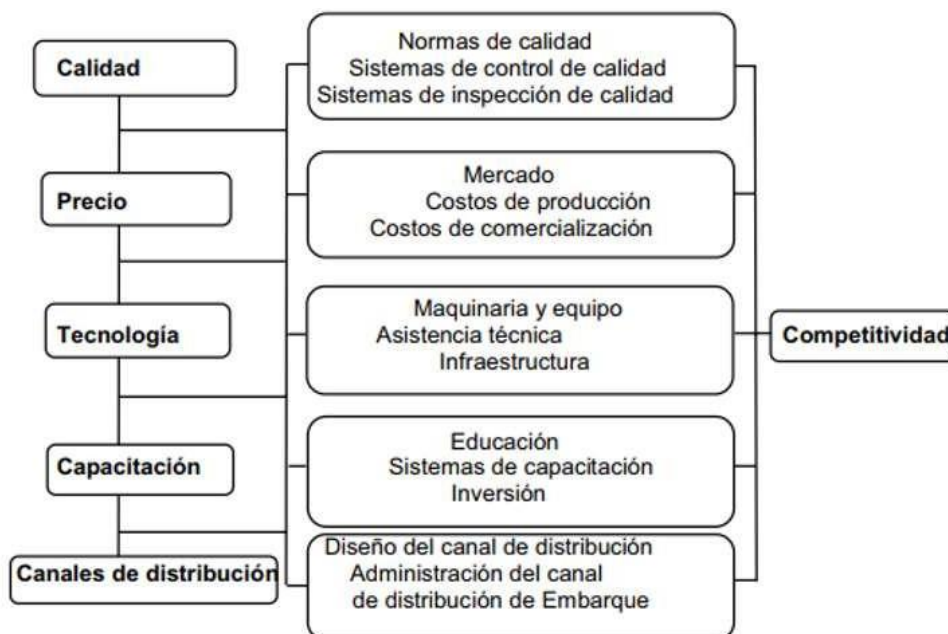 Calidad
Normas de calidad
Sistemas de control de calidad
Sistemas de inspección de calidad
Precio
Mercado
Costos de producción
Costos de comercialización
Tecnología
Maquinaria y equipo
Asistencia técnica
Infraestructura
Competitividad
Capacitación
Educación
Sistemas de capacitación
Inversión
Canales de distribución
Diseño del canal de distribución
Administración del canal
de distribución de Embarque